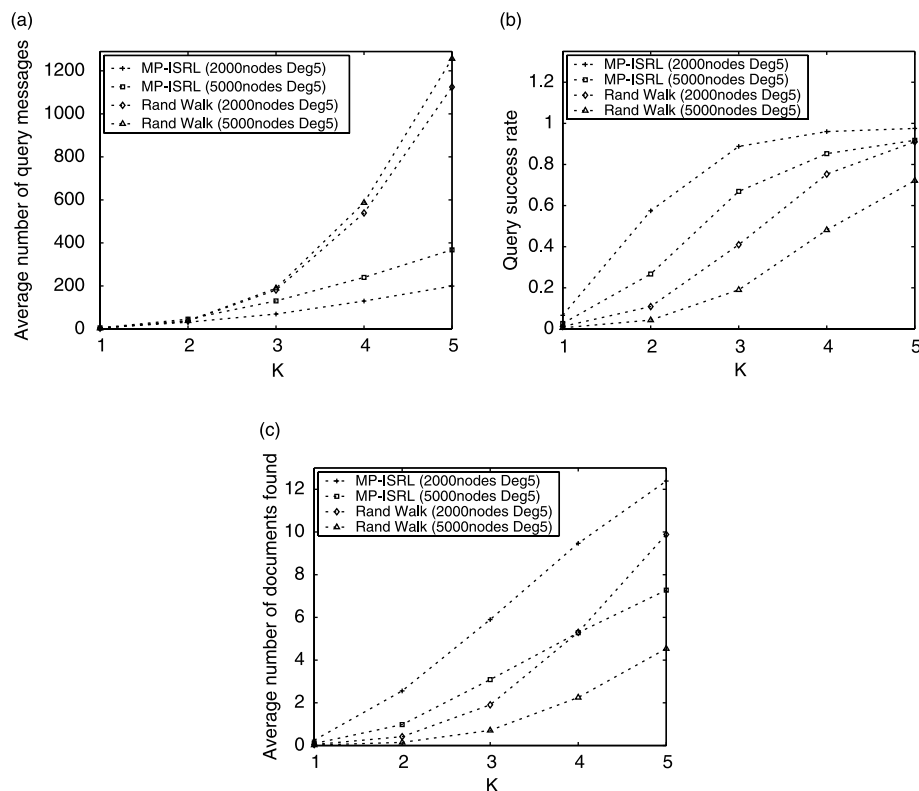 (a)
Average number of query messages
1200
1000
800
600
400
200
0
MP-ISRL (2000nodes Deg5)
MP-ISRL (5000nodes Deg5)
Rand Walk (2000nodes Deg5)
Rand Walk (5000nodes Deg5)
1 2 3 4 5
K
(b)
Query success rate
1.2
1
0.8
0.6
0.4
0.2
0
MP-ISRL (2000nodes Deg5)
MP-ISRL (5000nodes Deg5)
Rand Walk (2000nodes Deg5)
Rand Walk (5000nodes Deg5)
1 2 3 4 5
K
(c)
Average number of documents found
12
10
8
6
4
2
0
MP-ISRL (2000nodes Deg5)
MP-ISRL (5000nodes Deg5)
Rand Walk (2000nodes Deg5)
Rand Walk (5000nodes Deg5)
1 2 3 4 5
K